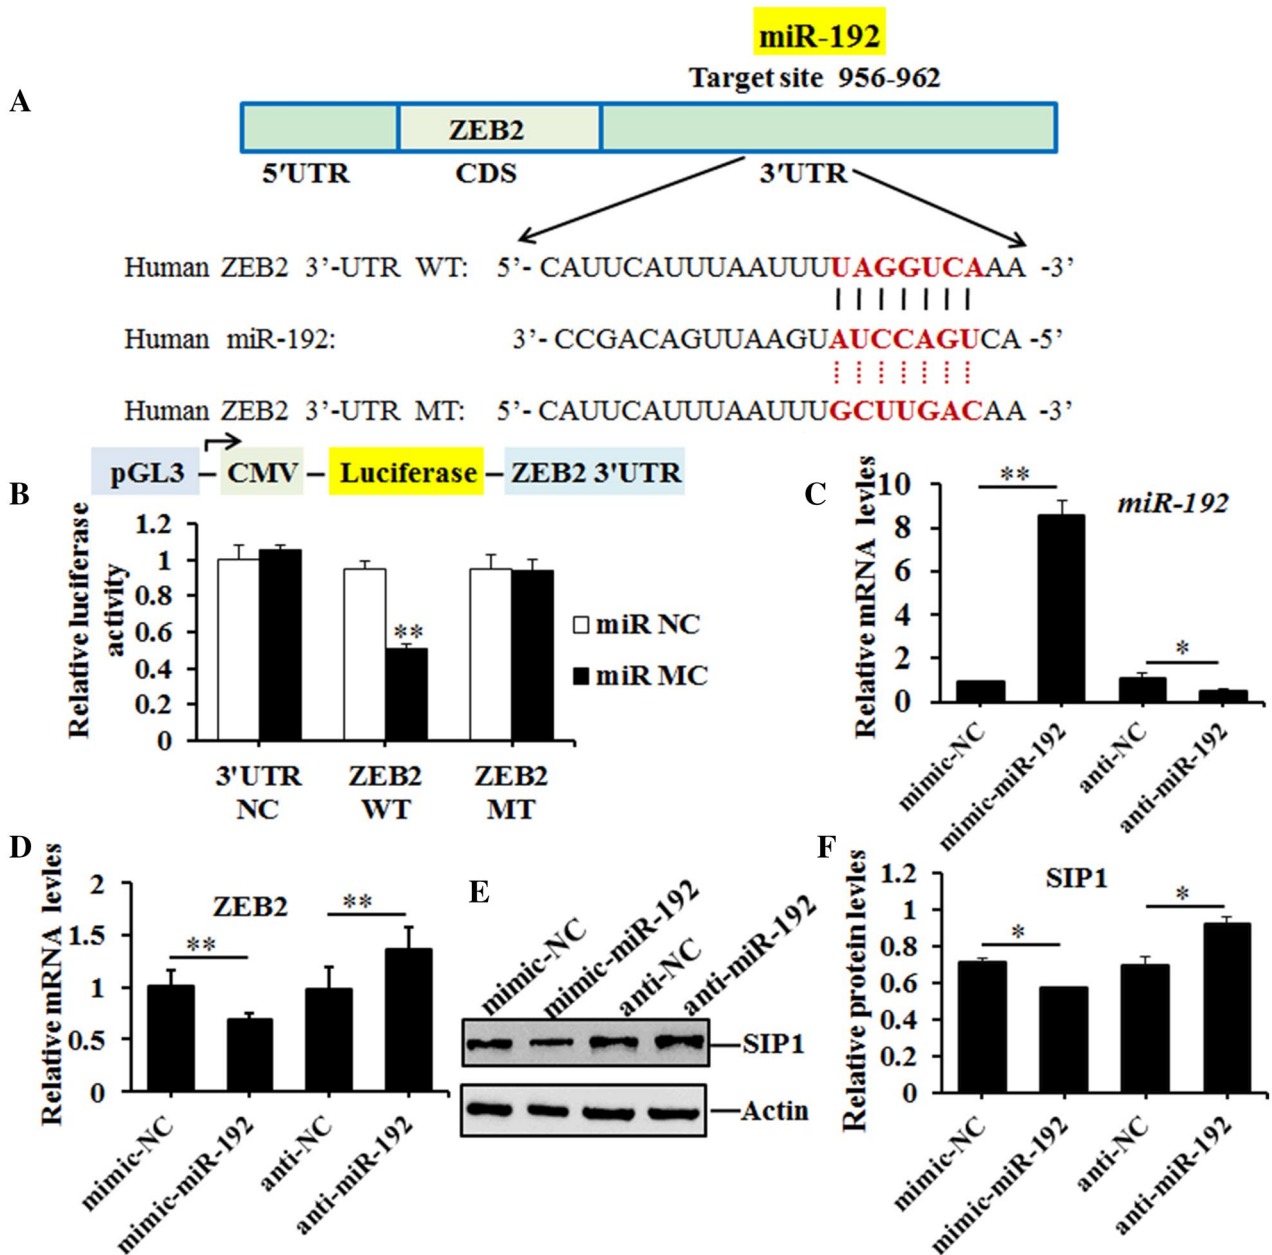 miR-192
Target site 956-962
A
ZEB2
5'UTR CDS 3'UTR
Human ZEB2 3’-UTR WT: 5’- CAUUCAUUUAAUUUUAGGUCAAA -3’
Human miR-192: 3’- CCGACAGUUAAGUAUCCAGUCA -5’
Human ZEB2 3’-UTR MT: 5’- CAUUCAUUUAAUUUGCUUGACAA -3’
B
pGL3 CMV Luciferase ZEB2 3'UTR
Relative luciferase
activity
1.2
1
0.8
0.6
0.4
0.2
0
**
miR NC
miR MC
3'UTR
NC
ZEB2
WT
ZEB2
MT
C
Relative mRNA levles
10
8
6
4
2
0
**
miR-192
*
mimic-NC
mimic-miR-192
anti-NC
anti-miR-192
D
Relative mRNA levles
2
1.5
1
0.5
0
ZEB2
**
**
mimic-NC
mimic-miR-192
anti-NC
anti-miR-192
E
mimic-NC
mimic-miR-192
anti-NC
anti-miR-192
SIP1
Actin
F
Relative protein levles
1.2
1
0.8
0.6
0.4
0.2
0
SIP1
*
*
mimic-NC
mimic-miR-192
anti-NC
anti-miR-192